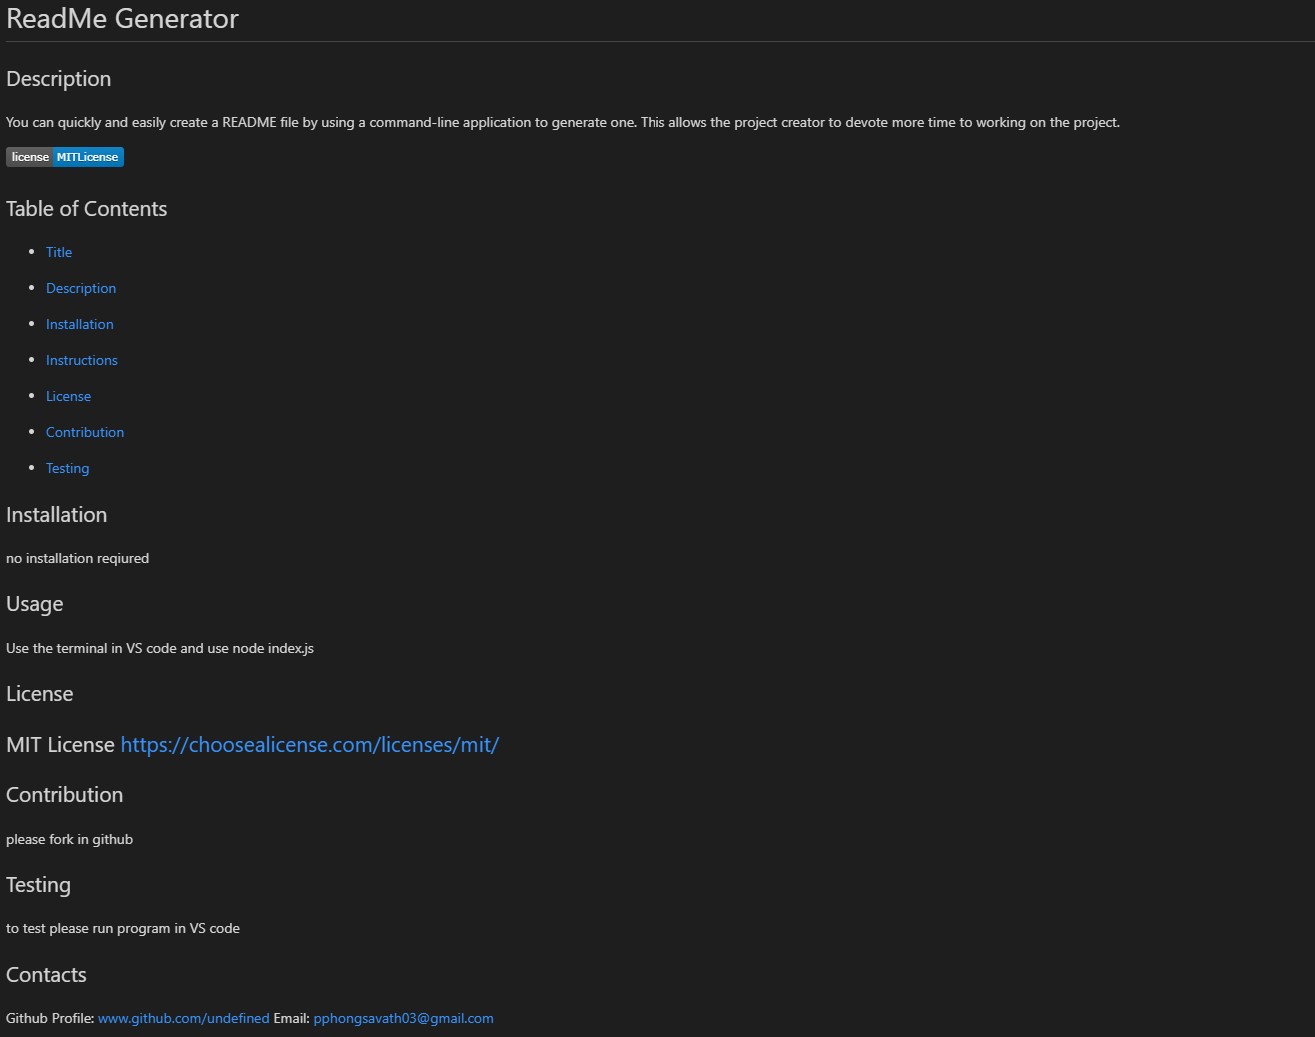 ReadMe Generator
Description
You can quickly and easily create a README file by using a command-line application to generate one. This allows the project creator to devote more time to working on the project.
license MITLicense
Table of Contents
• Title
• Description
• Installation
• Instructions
• License
• Contribution
• Testing
Installation
no installation reqiured
Usage
Use the terminal in VS code and use node index.js
License
MIT License https://choosealicense.com/licenses/mit/
Contribution
please fork in github
Testing
to test please run program in VS code
Contacts
Github Profile: www.github.com/undefined Email: pphongsavath03@gmail.com